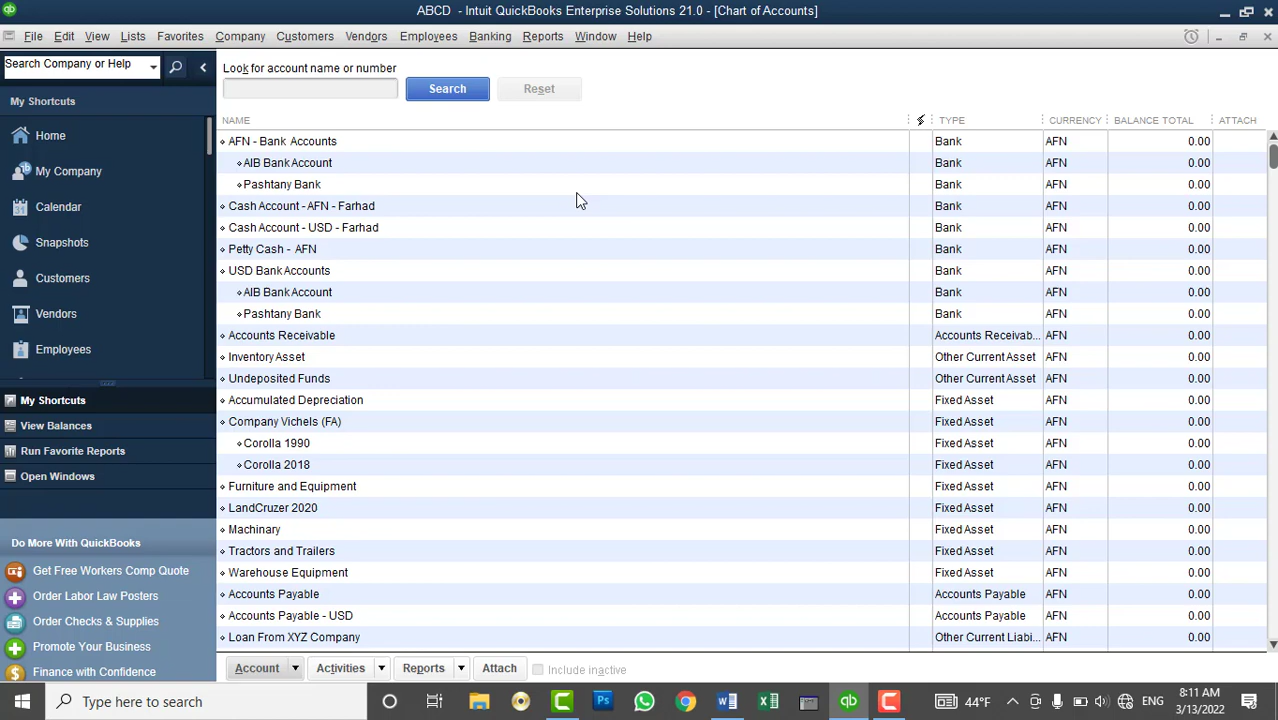 ABCD - Intuit QuickBooks Enterprise Solutions 21.0 - [Chart of Accounts]
File Edit View Lists Favorites Company Customers Vendors Employees Banking Reports Window Help
Search Company or Help
My Shortcuts
Home
My Company
Calendar
Snapshots
Customers
Vendors
Employees
My Shortcuts
View Balances
Run Favorite Reports
Open Windows
Do More With QuickBooks
Get Free Workers Comp Quote
Order Labor Law Posters
Order Checks & Supplies
Promote Your Business
Finance with Confidence
Look for account name or number
Search Reset
NAME TYPE CURRENCY BALANCE TOTAL ATTACH
AFN - Bank Accounts Bank AFN 0.00
AIB Bank Account Bank AFN 0.00
Pashtany Bank Bank AFN 0.00
Cash Account - AFN - Farhad Bank AFN 0.00
Cash Account - USD - Farhad Bank AFN 0.00
Petty Cash - AFN Bank AFN 0.00
USD Bank Accounts Bank AFN 0.00
AIB Bank Account Bank AFN 0.00
Pashtany Bank Bank AFN 0.00
Accounts Receivable Accounts Receivab... AFN 0.00
Inventory Asset Other Current Asset AFN 0.00
Undeposited Funds Other Current Asset AFN 0.00
Accumulated Depreciation Fixed Asset AFN 0.00
Company Vichels (FA) Fixed Asset AFN 0.00
Corolla 1990 Fixed Asset AFN 0.00
Corolla 2018 Fixed Asset AFN 0.00
Furniture and Equipment Fixed Asset AFN 0.00
LandCruzer 2020 Fixed Asset AFN 0.00
Machinary Fixed Asset AFN 0.00
Tractors and Trailers Fixed Asset AFN 0.00
Warehouse Equipment Fixed Asset AFN 0.00
Accounts Payable Accounts Payable AFN 0.00
Accounts Payable - USD Accounts Payable AFN 0.00
Loan From XYZ Company Other Current Liabi... AFN 0.00
Account Activities Reports Attach Include inactive
Type here to search 44°F ENG 8:11 AM
3/13/2022